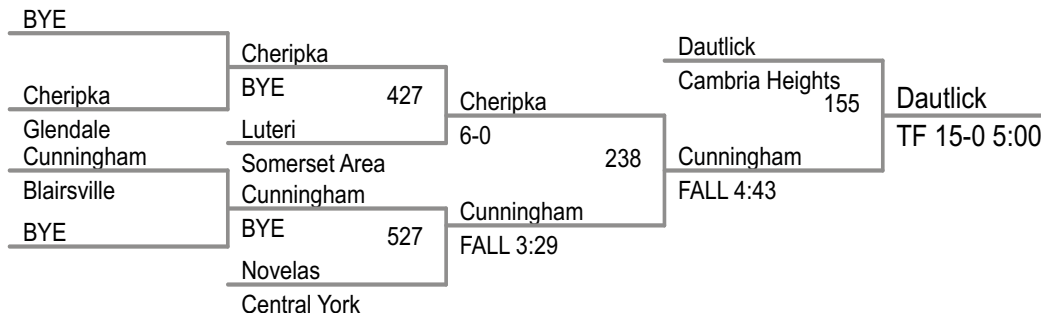 BYE
Cheripka
Glendale
Cunningham
Blairsville
BYE
Cheripka
BYE
427
Luteri
Somerset Area
Cunningham
BYE
527
Novelas
Central York
Cheripka
6-0
238
Cunningham
FALL 3:29
Dautlick
Cambria Heights
155
Cunningham
FALL 4:43
Dautlick
TF 15-0 5:00